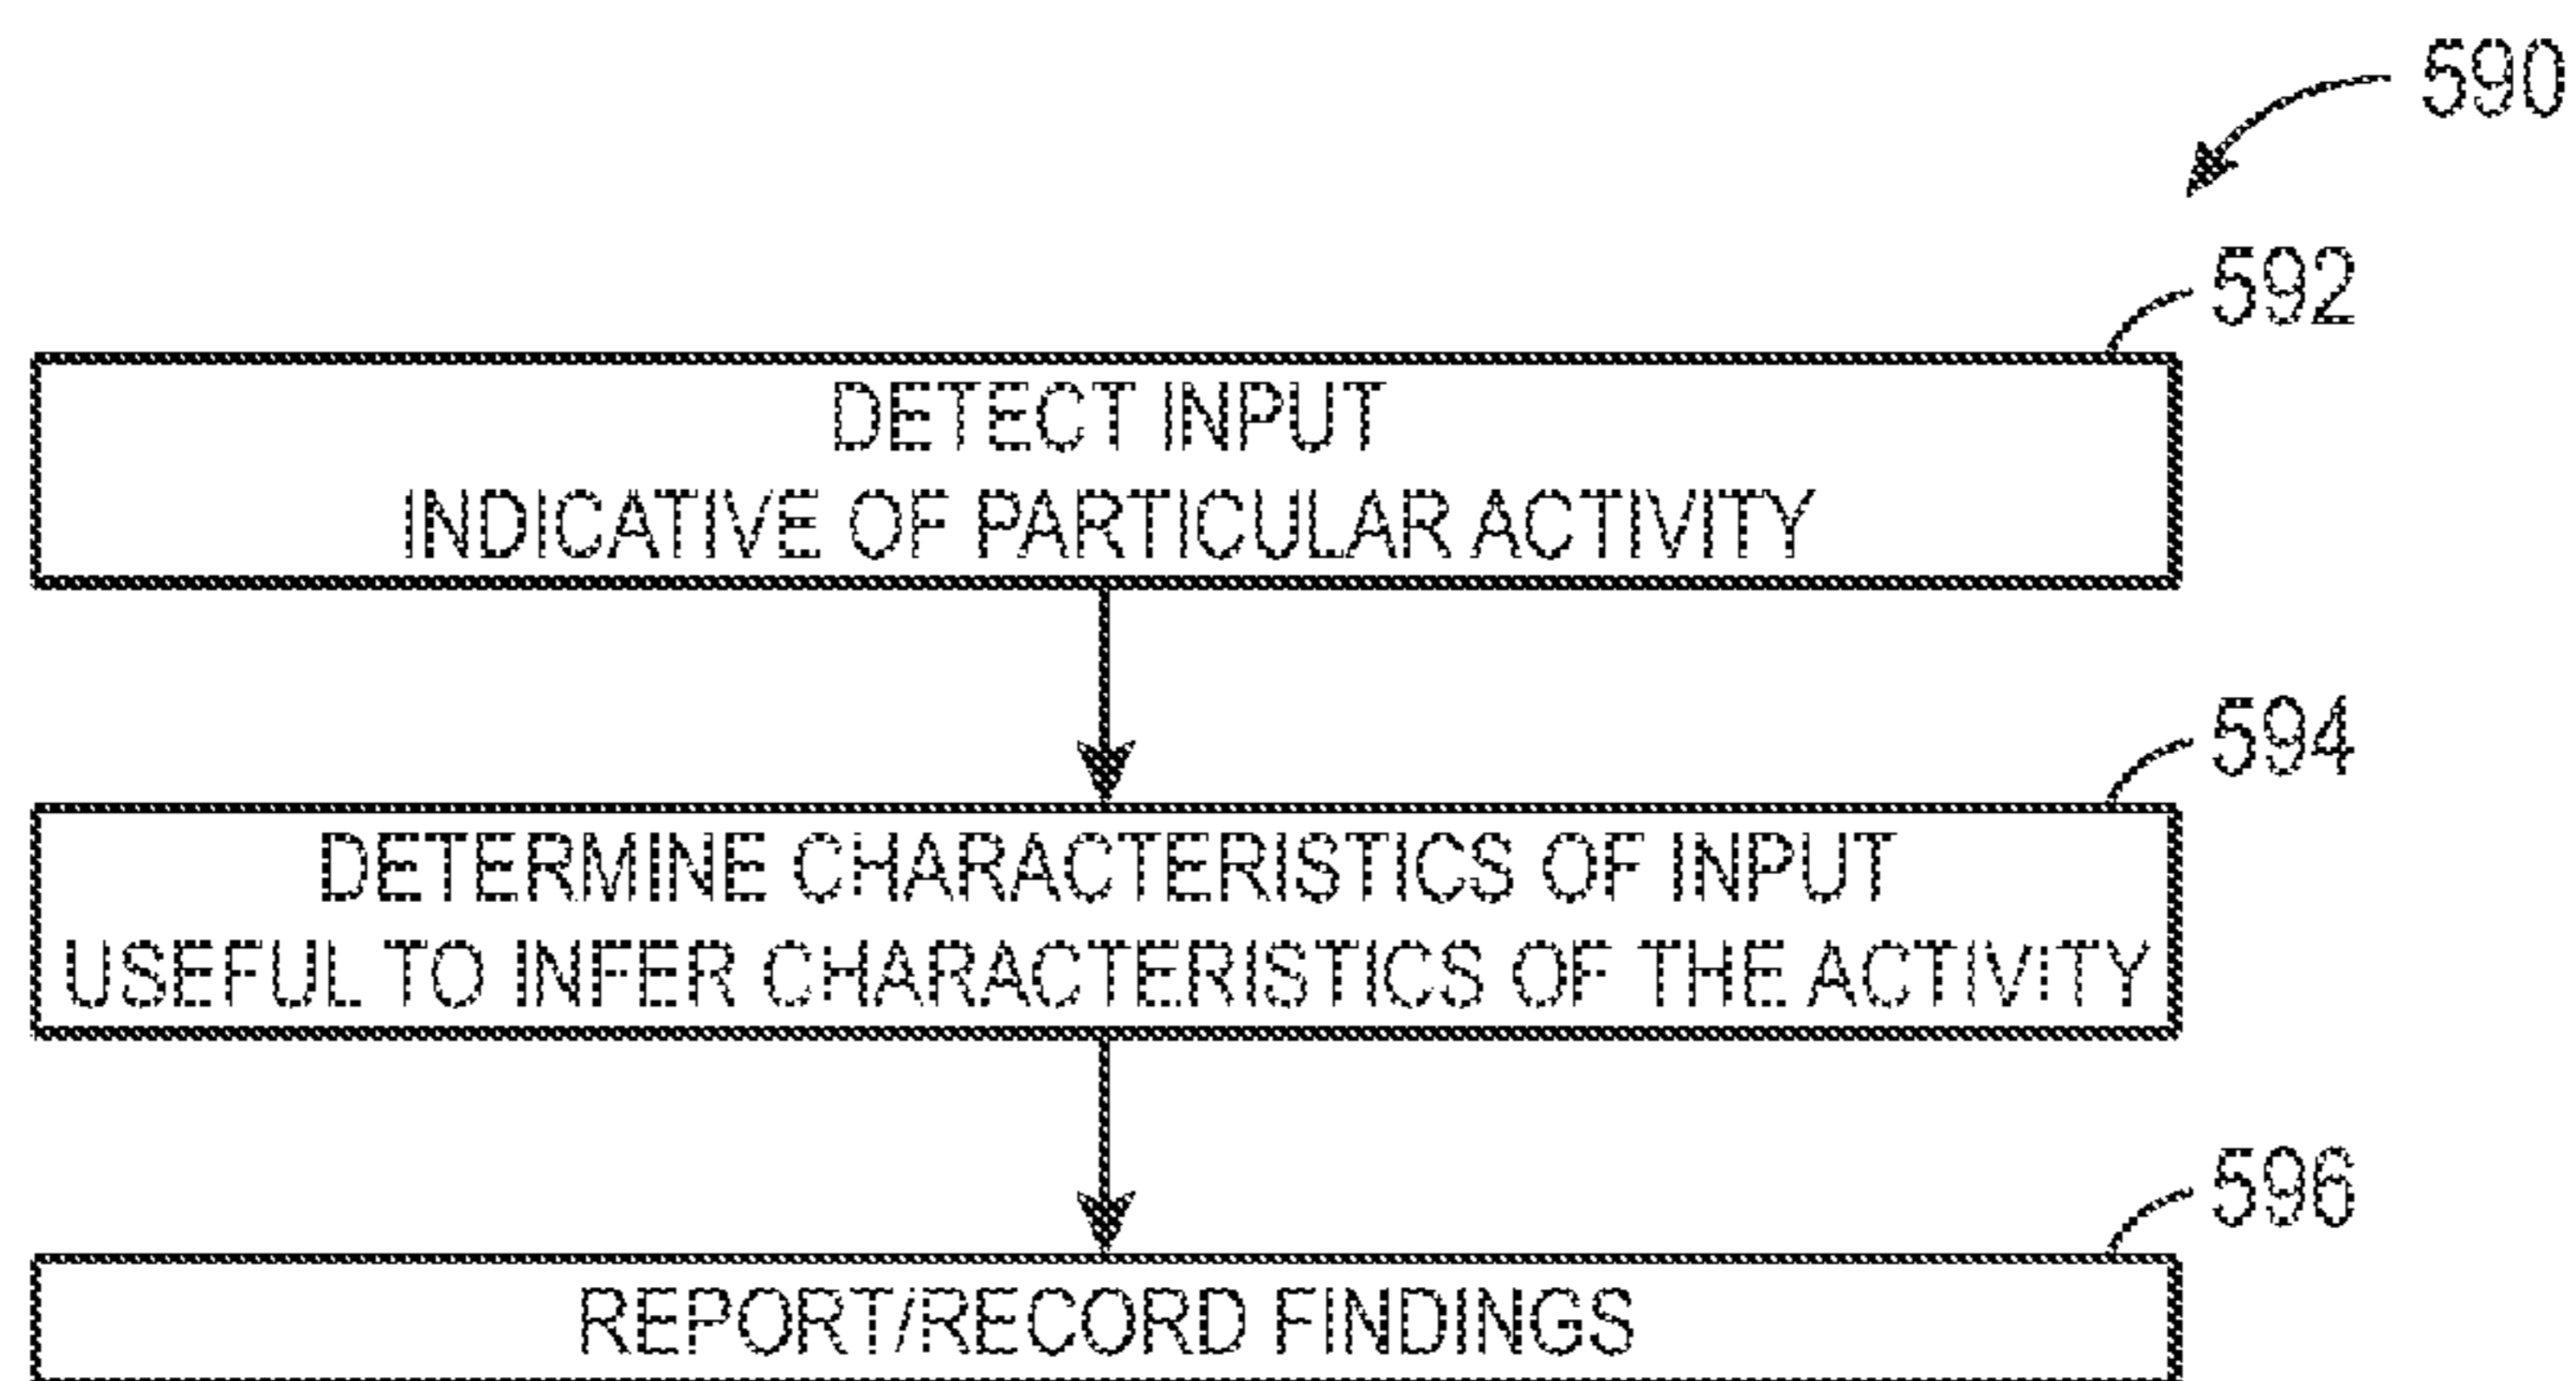 590
592
DETECT INPUT
INDICATIVE OF PARTICULAR ACTIVITY
594
DETERMINE CHARACTERISTICS OF INPUT
USEFUL TO INFER CHARACTERISTICS OF THE ACTIVITY
596
REPORT/RECORD FINDINGS